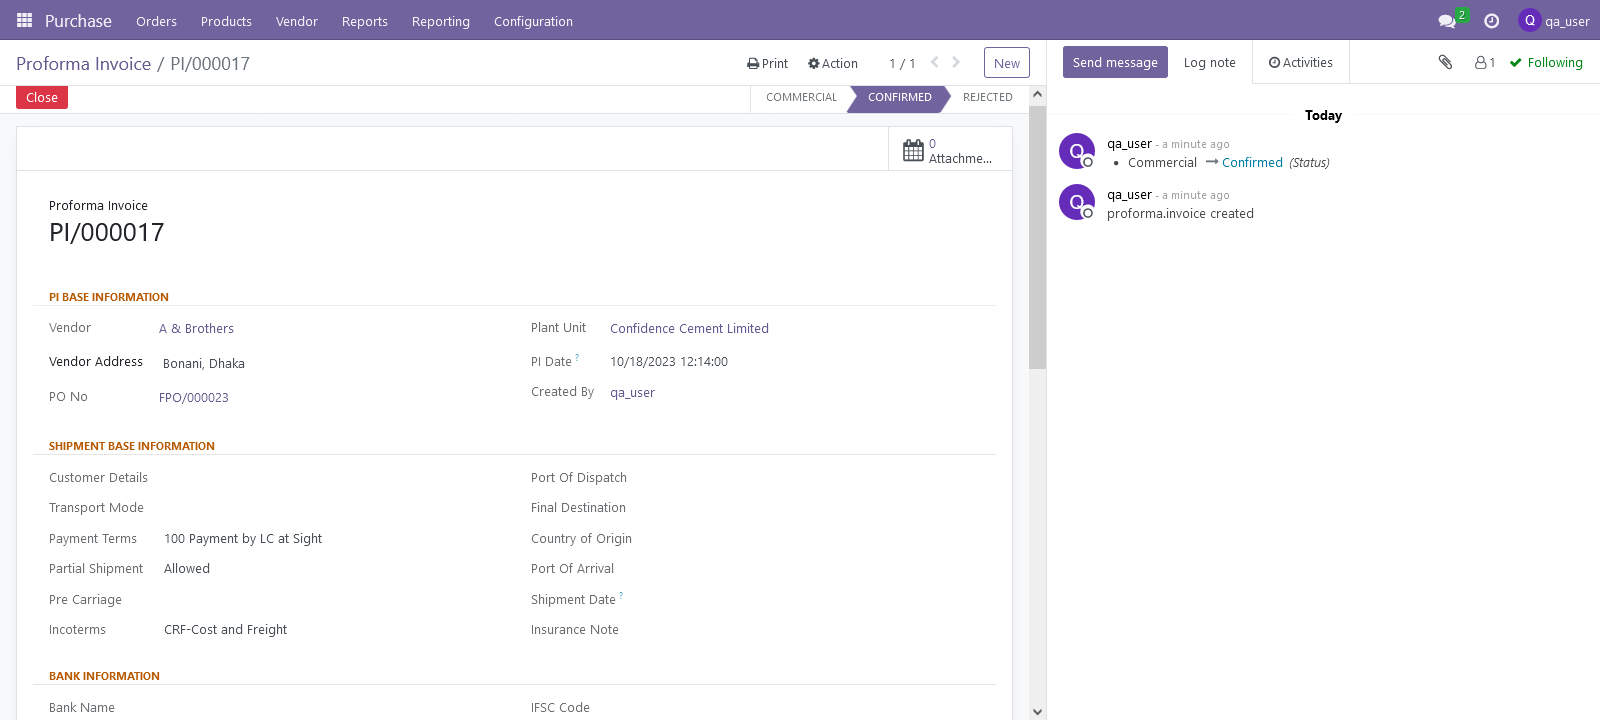 Purchase Orders Products Vendor Reports Reporting Configuration 2 Q qa_user
Proforma Invoice / PI/000017 Print Action 1 / 1 New
Send message Log note Activities 1 Following
Close COMMERCIAL CONFIRMED REJECTED
0
Attachme...
Proforma Invoice
PI/000017
PI BASE INFORMATION
Vendor A & Brothers Plant Unit Confidence Cement Limited
Vendor Address Bonani, Dhaka PI Date ? 10/18/2023 12:14:00
PO No FPO/000023 Created By qa_user
SHIPMENT BASE INFORMATION
Customer Details Port Of Dispatch
Transport Mode Final Destination
Payment Terms 100 Payment by LC at Sight Country of Origin
Partial Shipment Allowed Port Of Arrival
Pre Carriage Shipment Date ?
Incoterms CRF-Cost and Freight Insurance Note
BANK INFORMATION
Bank Name IFSC Code
Today
Q qa_user - a minute ago
Commercial Confirmed (Status)
Q qa_user - a minute ago
proforma.invoice created